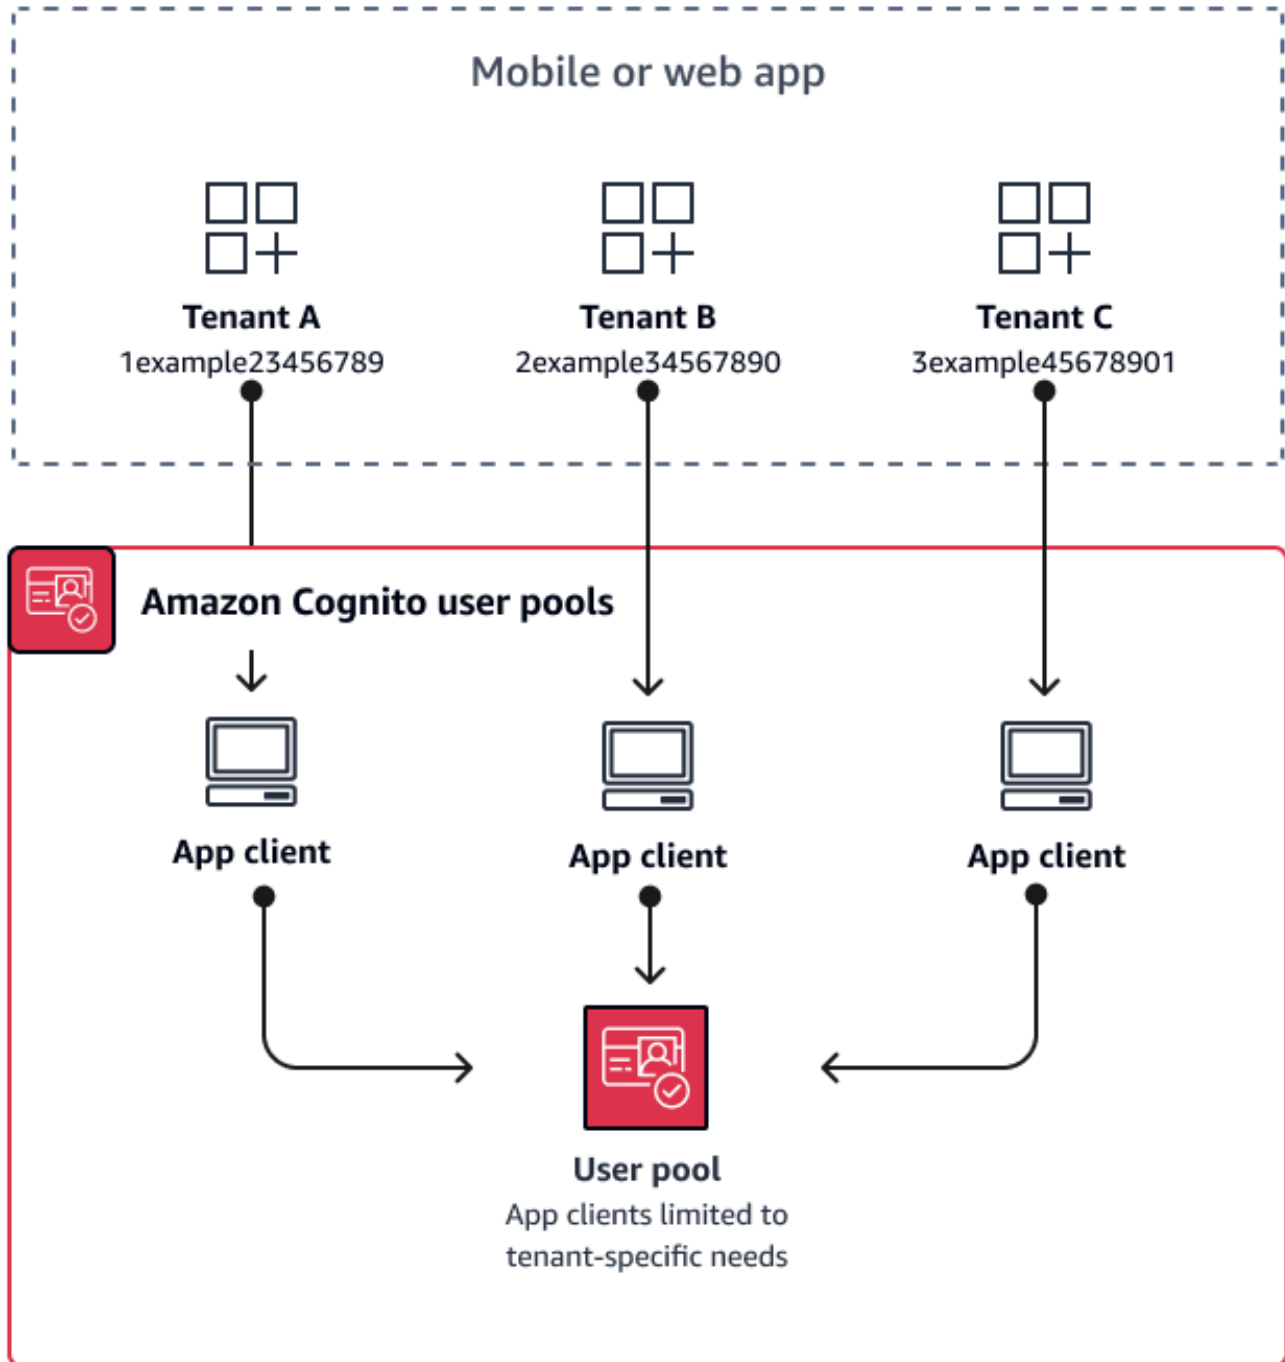 Mobile or web app
Tenant A
1example23456789
Tenant B
2example34567890
Tenant C
3example45678901
Amazon Cognito user pools
App client
App client
App client
User pool
App clients limited to
tenant-specific needs